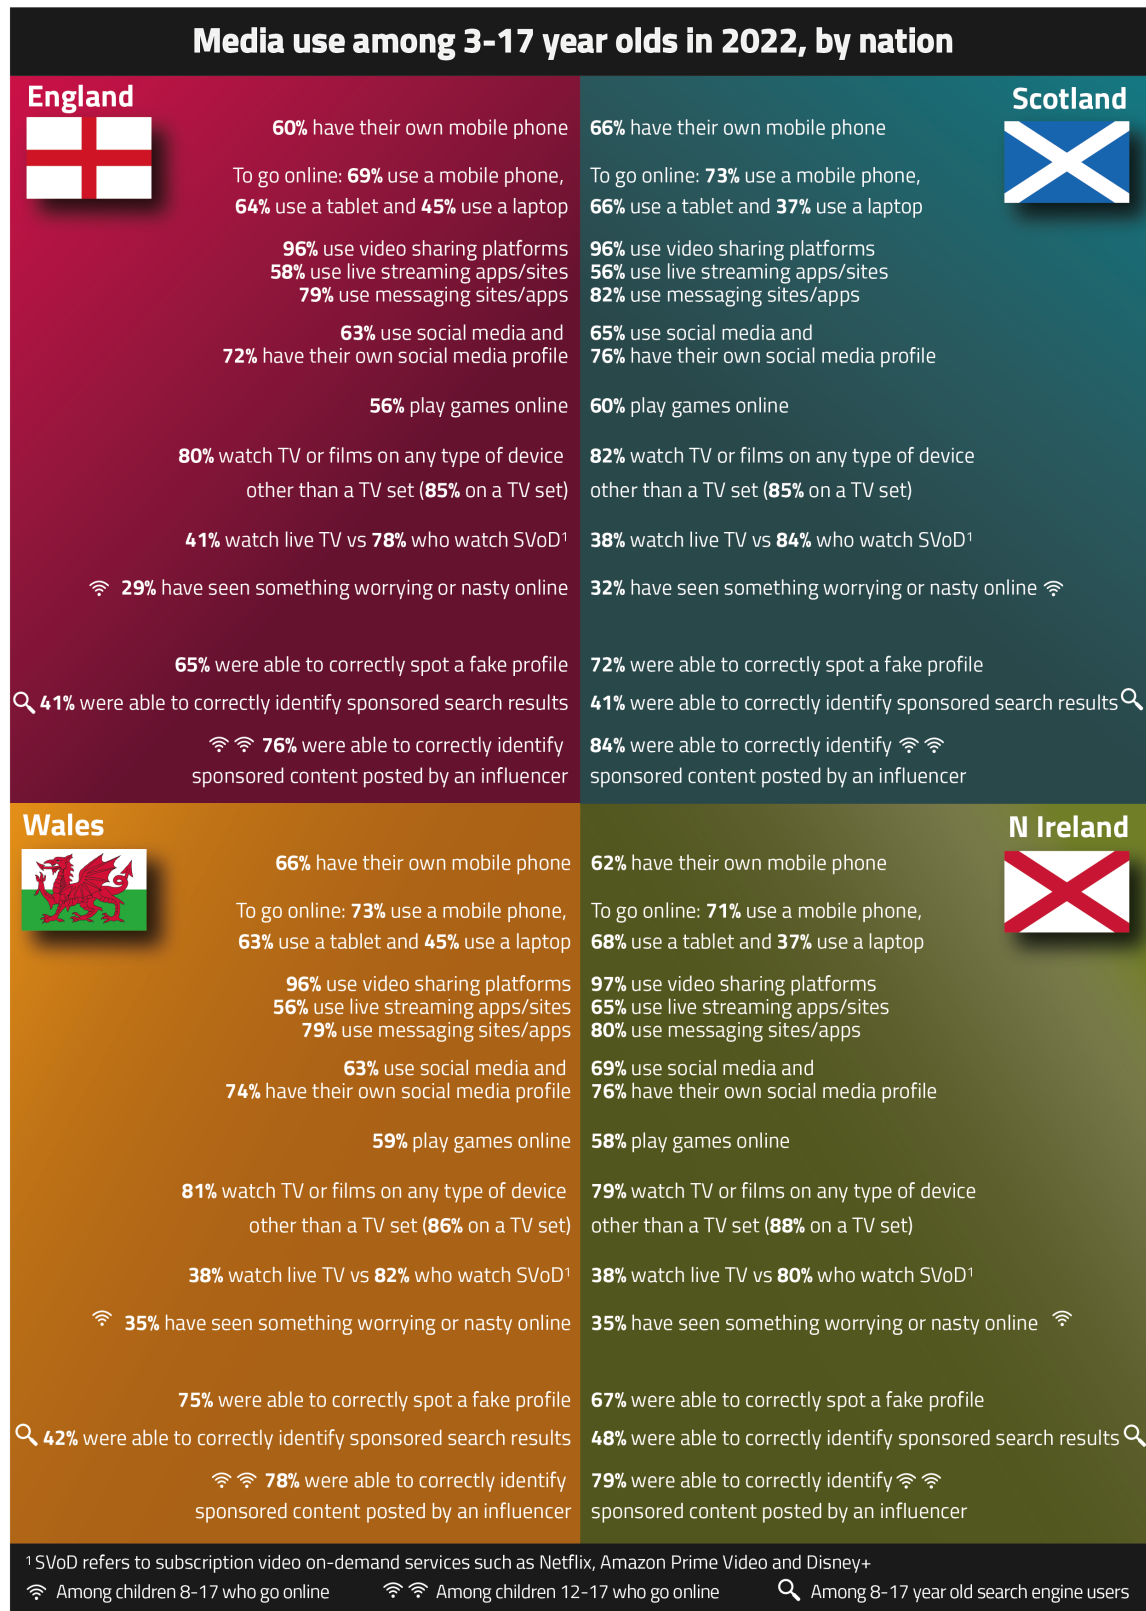 Media use among 3-17 year olds in 2022, by nation
England
60% have their own mobile phone
To go online: 69% use a mobile phone,
64% use a tablet and 45% use a laptop
96% use video sharing platforms
58% use live streaming apps/sites
79% use messaging sites/apps
63% use social media and
72% have their own social media profile
56% play games online
80% watch TV or films on any type of device
other than a TV set (85% on a TV set)
41% watch live TV vs 78% who watch SVoD¹
29% have seen something worrying or nasty online
65% were able to correctly spot a fake profile
41% were able to correctly identify sponsored search results
76% were able to correctly identify
sponsored content posted by an influencer
Scotland
66% have their own mobile phone
To go online: 73% use a mobile phone,
66% use a tablet and 37% use a laptop
96% use video sharing platforms
56% use live streaming apps/sites
82% use messaging sites/apps
65% use social media and
76% have their own social media profile
60% play games online
82% watch TV or films on any type of device
other than a TV set (85% on a TV set)
38% watch live TV vs 84% who watch SVoD¹
32% have seen something worrying or nasty online
72% were able to correctly spot a fake profile
41% were able to correctly identify sponsored search results
84% were able to correctly identify
sponsored content posted by an influencer
Wales
66% have their own mobile phone
To go online: 73% use a mobile phone,
63% use a tablet and 45% use a laptop
96% use video sharing platforms
56% use live streaming apps/sites
79% use messaging sites/apps
63% use social media and
74% have their own social media profile
59% play games online
81% watch TV or films on any type of device
other than a TV set (86% on a TV set)
38% watch live TV vs 82% who watch SVoD¹
35% have seen something worrying or nasty online
75% were able to correctly spot a fake profile
42% were able to correctly identify sponsored search results
78% were able to correctly identify
sponsored content posted by an influencer
N Ireland
62% have their own mobile phone
To go online: 71% use a mobile phone,
68% use a tablet and 37% use a laptop
97% use video sharing platforms
65% use live streaming apps/sites
80% use messaging sites/apps
69% use social media and
76% have their own social media profile
58% play games online
79% watch TV or films on any type of device
other than a TV set (88% on a TV set)
38% watch live TV vs 80% who watch SVoD¹
35% have seen something worrying or nasty online
67% were able to correctly spot a fake profile
48% were able to correctly identify sponsored search results
79% were able to correctly identify
sponsored content posted by an influencer
¹ SVoD refers to subscription video on-demand services such as Netflix, Amazon Prime Video and Disney+
Among children 8-17 who go online
Among children 12-17 who go online
Among 8-17 year old search engine users